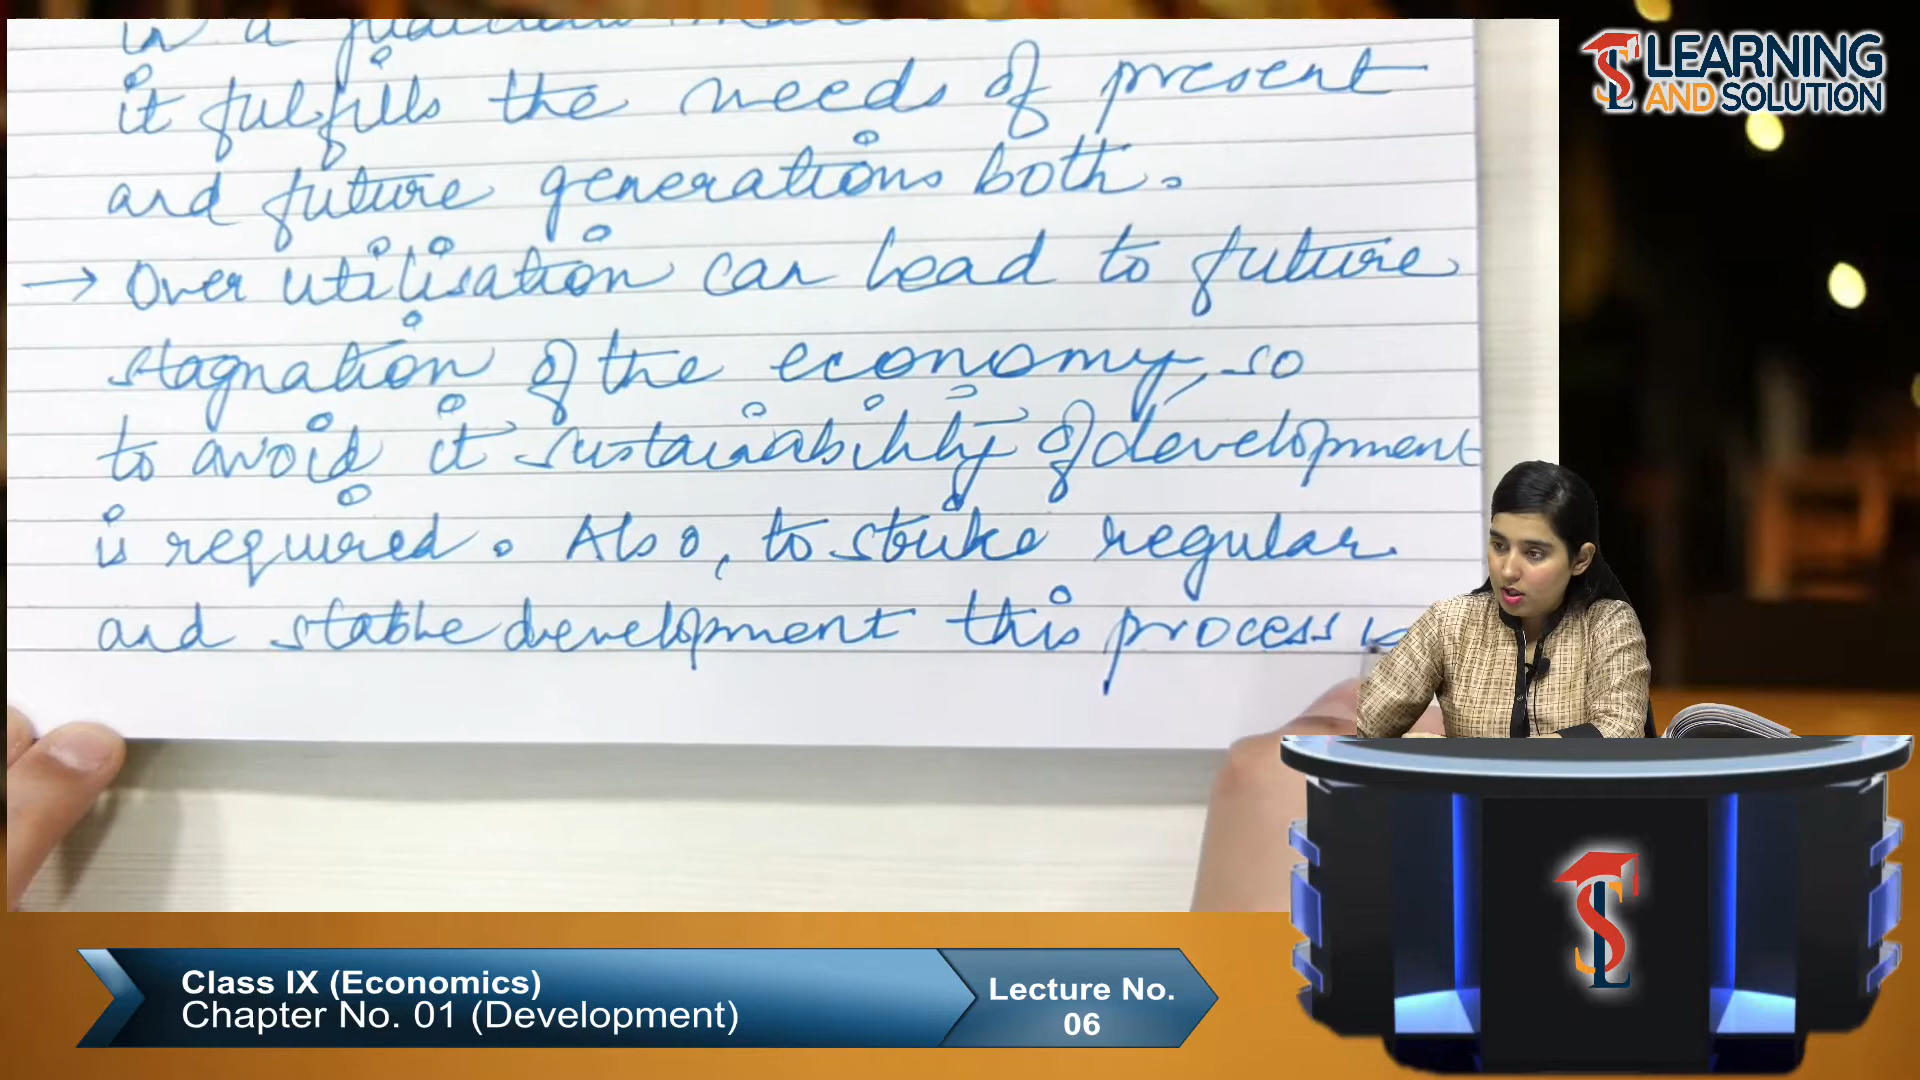 in a
it fulfills the needs of present
and future generations both.
→ Over utilisation can lead to future
stagnation of the economy, so
to avoid it sustainability of development
is required. Also, to strike regular
and stable development this process is
LEARNING
AND SOLUTION
Class IX (Economics)
Chapter No. 01 (Development)
Lecture No.
06